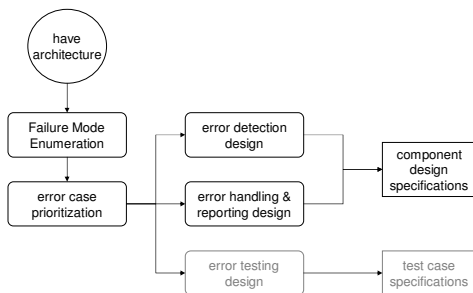 have
architecture
Failure Mode
Enumeration
error case
prioritization
error detection
design
error handling &
reporting design
error testing
design
component
design
specifications
test case
specifications